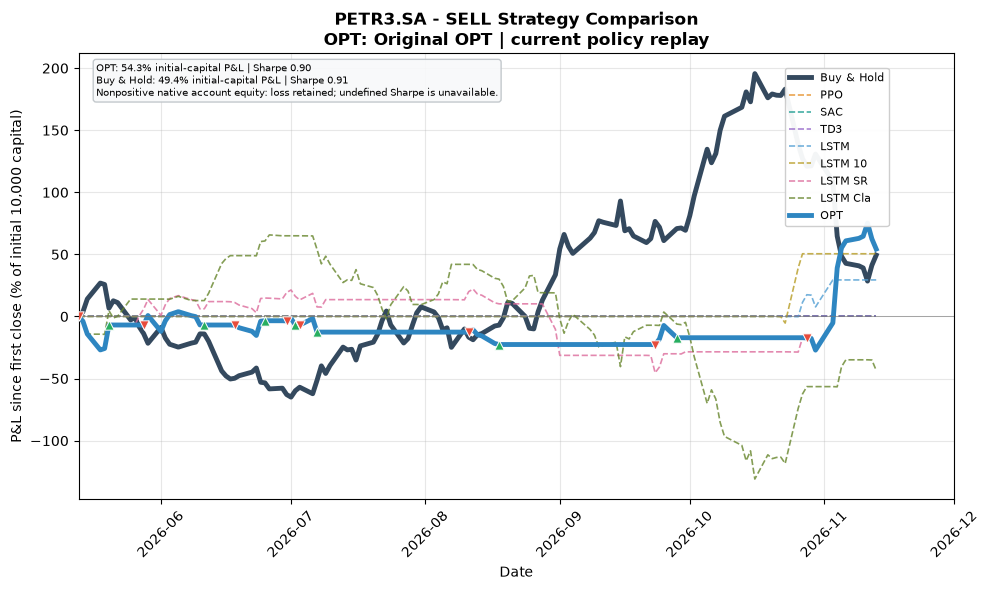 PETR3.SA - SELL Strategy Comparison
OPT: Original OPT | current policy replay
OPT: 54.3% initial-capital P&L | Sharpe 0.90
Buy & Hold: 49.4% initial-capital P&L | Sharpe 0.91
Nonpositive native account equity: loss retained; undefined Sharpe is unavailable.
Buy & Hold
PPO
SAC
TD3
LSTM
LSTM 10
LSTM SR
LSTM Cla
OPT
P&L since first close (% of initial 10,000 capital)
200
150
100
50
0
−50
−100
2026-06
2026-07
2026-08
2026-09
2026-10
2026-11
2026-12
Date